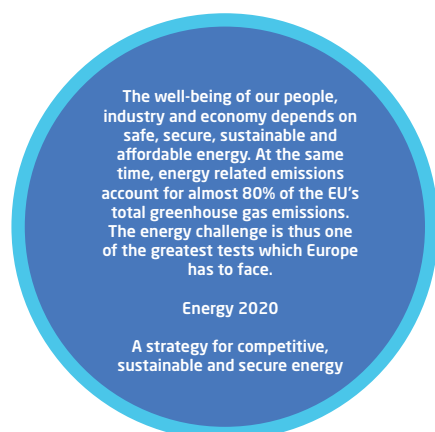 The well-being of our people,
industry and economy depends on
safe, secure, sustainable and
affordable energy. At the same
time, energy related emissions
account for almost 80% of the EU's
total greenhouse gas emissions.
The energy challenge is thus one
of the greatest tests which Europe
has to face.
Energy 2020
A strategy for competitive,
sustainable and secure energy